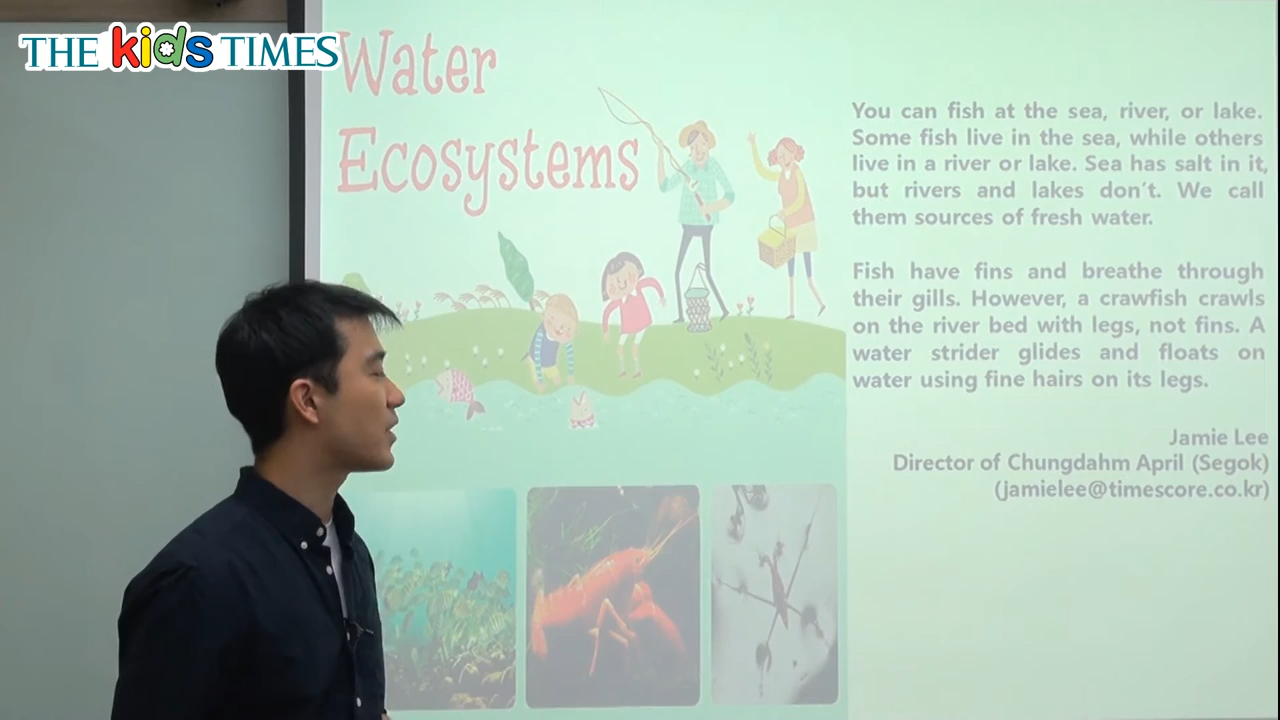 THE kids TIMES
Water
Ecosystems
You can fish at the sea, river, or lake.
Some fish live in the sea, while others
live in a river or lake. Sea has salt in it,
but rivers and lakes don't. We call
them sources of fresh water.
Fish have fins and breathe through
their gills. However, a crawfish crawls
on the river bed with legs, not fins. A
water strider glides and floats on
water using fine hairs on its legs.
Jamie Lee
Director of Chungdahm April (Segok)
(jamielee@timescore.co.kr)